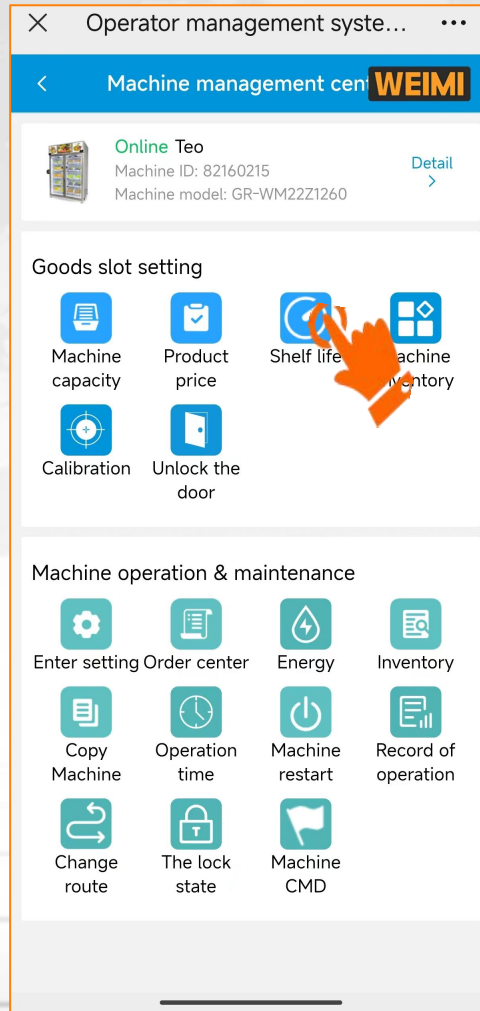 Operator management syste...
Machine management cen
WEIMI
Online Teo
Machine ID: 82160215
Machine model: GR-WM22Z1260
Detail
Goods slot setting
Machine capacity
Product price
Shelf life
Calibration
Unlock the door
Machine operation & maintenance
Enter setting
Order center
Energy
Inventory
Copy Machine
Operation time
Machine restart
Record of operation
Change route
The lock state
Machine CMD